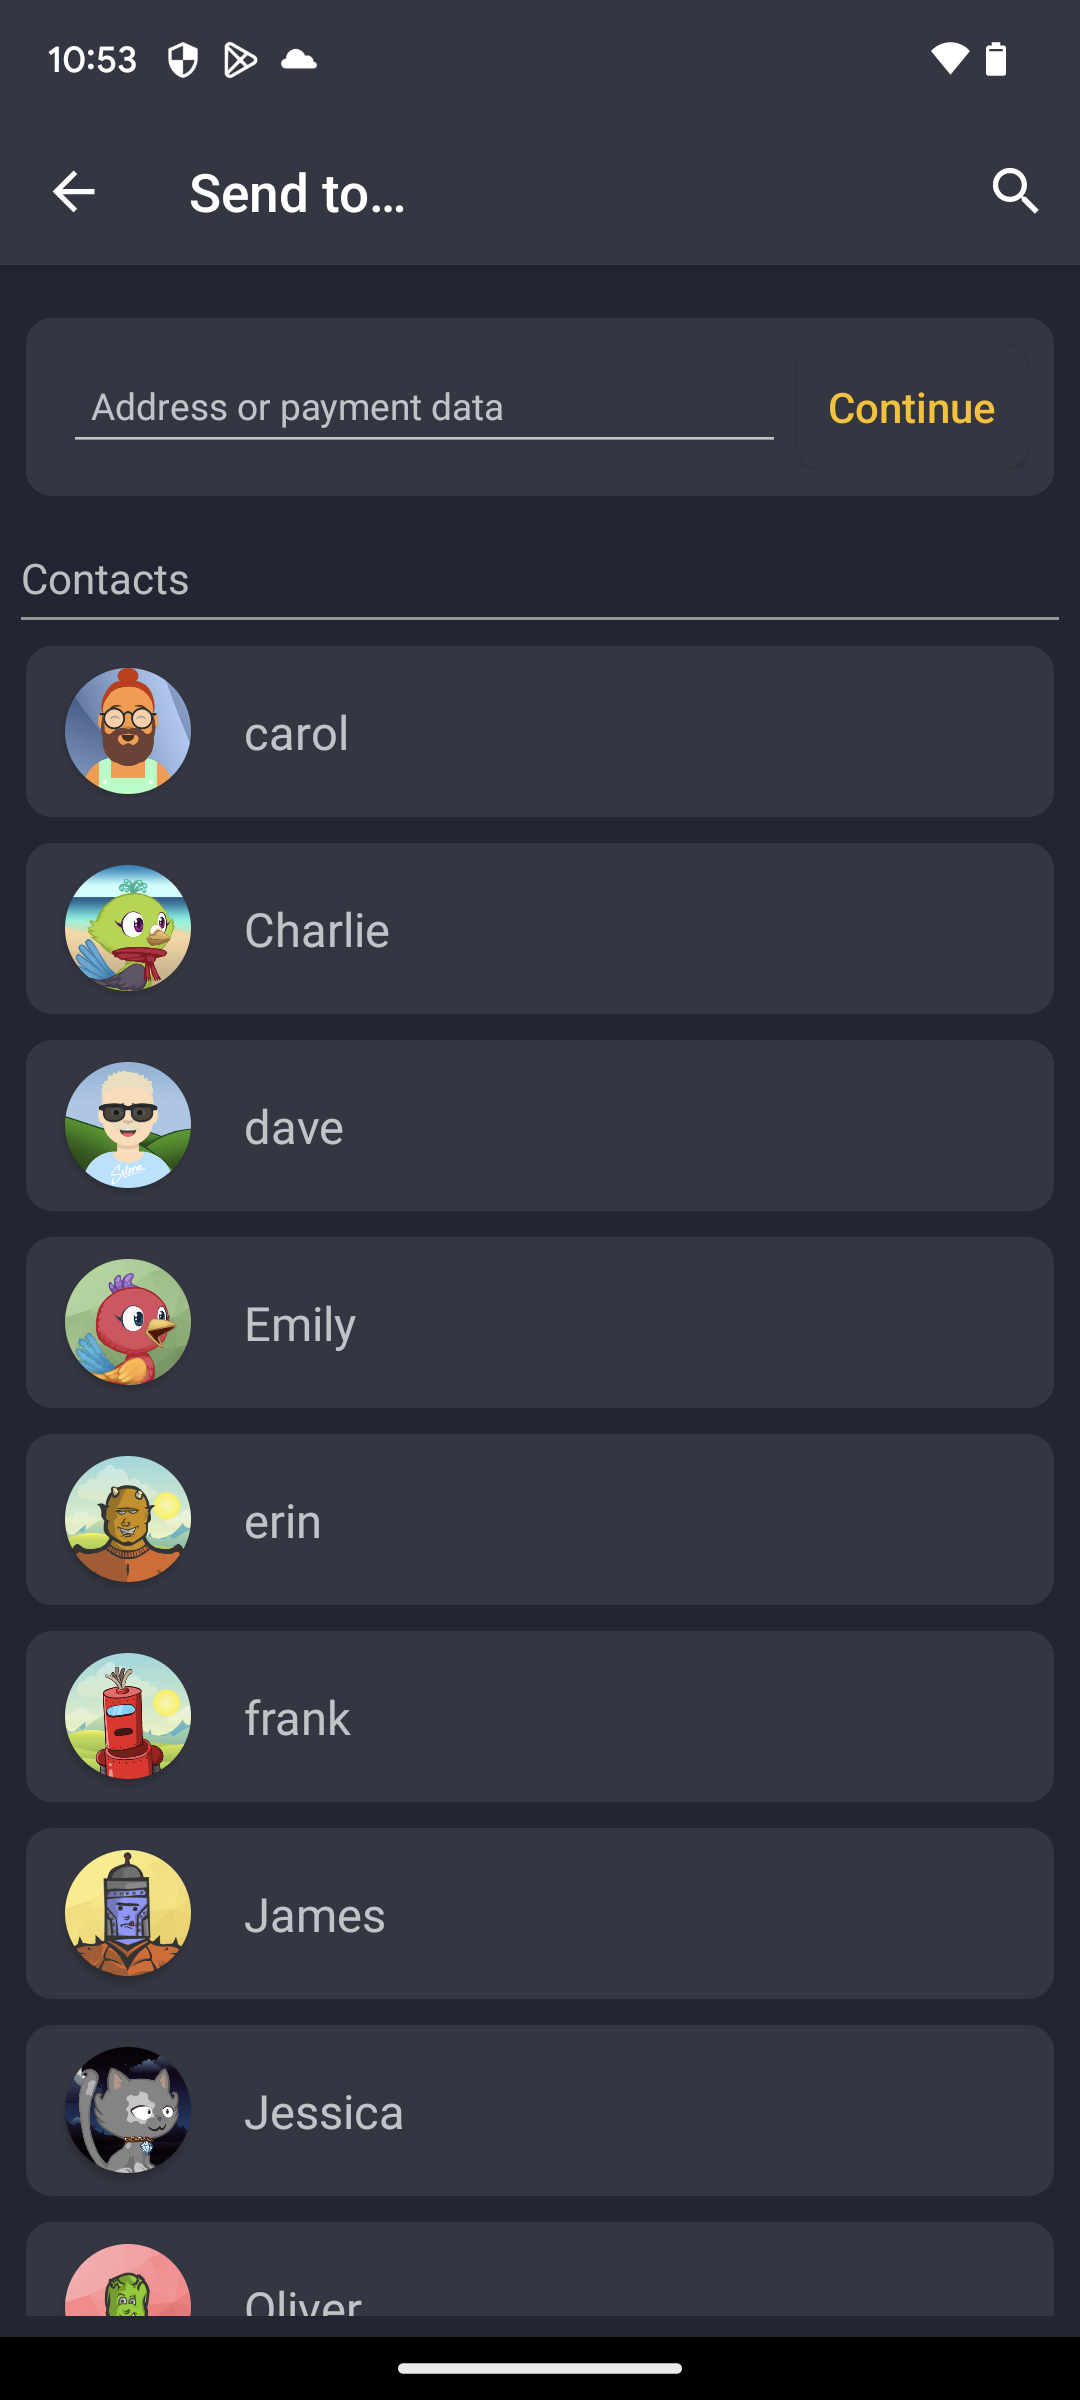 10:53
Send to...
Address or payment data
Continue
Contacts
carol
Charlie
dave
Emily
erin
frank
James
Jessica
Oliver